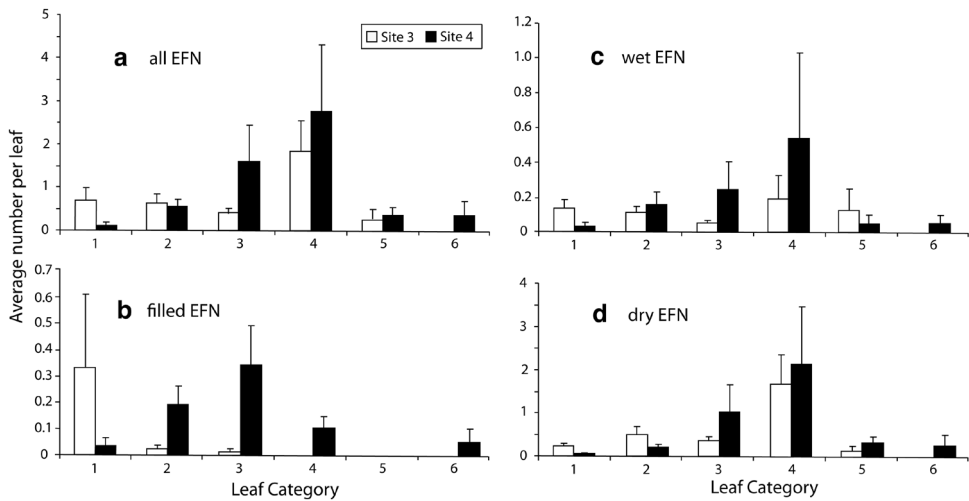 5
4
3
2
1
0
a all EFN
Site 3 Site 4
1 2 3 4 5 6
1.2
1.0
0.8
0.6
0.4
0.2
0
c wet EFN
1 2 3 4 5 6
Average number per leaf
0.7
0.6
0.5
0.4
0.3
0.2
0.1
0
b filled EFN
1 2 3 4 5 6
Leaf Category
4
3
2
1
0
d dry EFN
1 2 3 4 5 6
Leaf Category